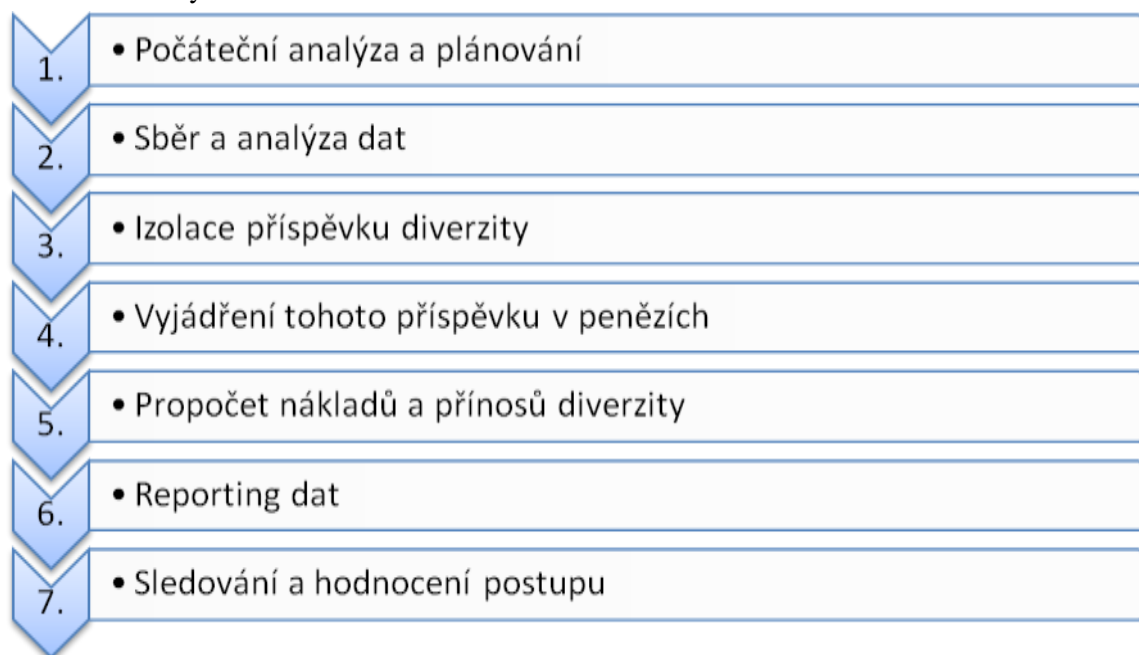 1. • Počáteční analýza a plánování
2. • Sběr a analýza dat
3. • Izolace příspěvku diverzity
4. • Vyjádření tohoto příspěvku v penězích
5. • Propočet nákladů a přínosů diverzity
6. • Reporting dat
7. • Sledování a hodnocení postupu